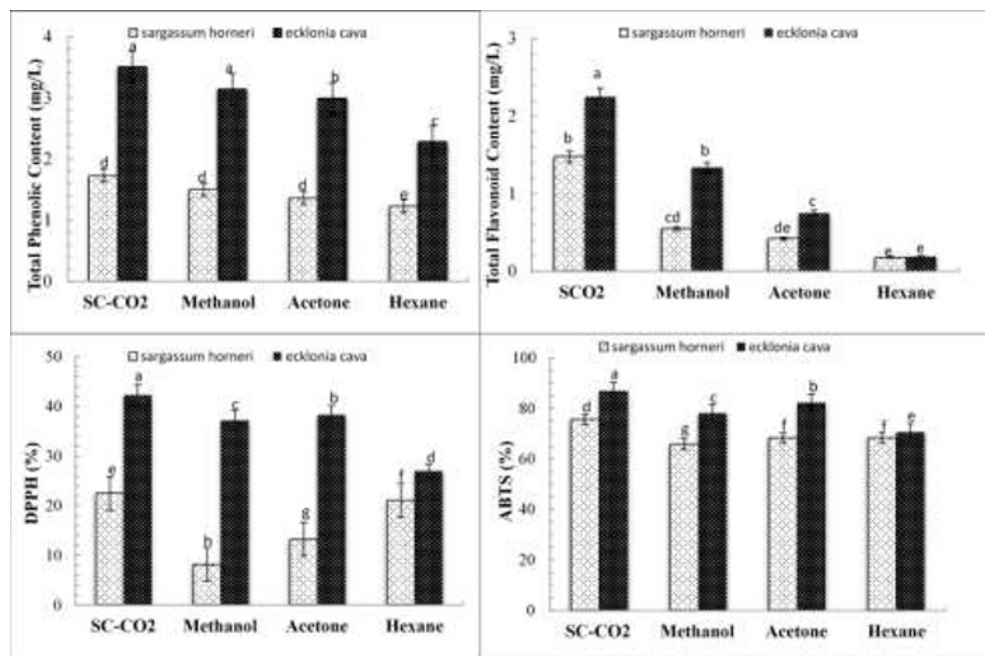 sargassum horneri ecklonia cava
Total Phenolic Content (mg/L)
4
3
2
1
0
a
a
b
c
d
d
d
e
SC-CO2 Methanol Acetone Hexane
sargassum horneri ecklonia cava
Total Flavonoid Content (mg/L)
3
2
1
0
a
b
b
c
cd
de
e e
SCO2 Methanol Acetone Hexane
sargassum horneri ecklonia cava
DPPH (%)
50
40
30
20
10
0
a
c
b
d
e
h
g
f
SC-CO2 Methanol Acetone Hexane
sargassum horneri ecklonia cava
ABTS (%)
100
80
60
40
20
0
a
d
c
g
b
f
f
e
SC-CO2 Methanol Acetone Hexane